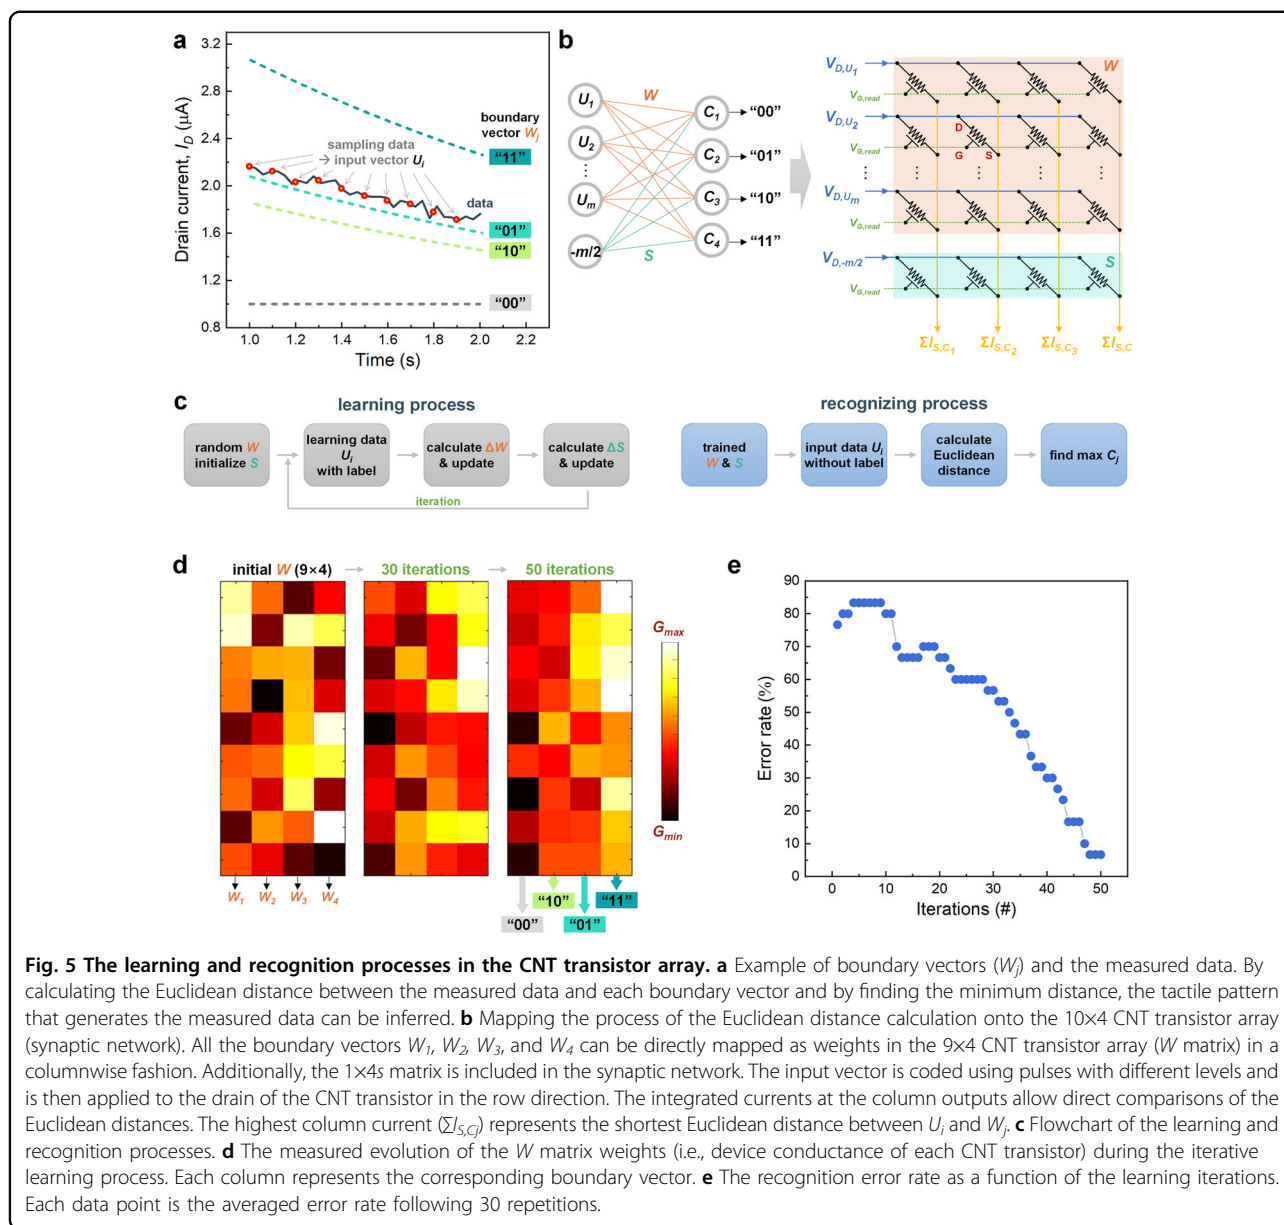 a
3.2
2.8
2.4
2.0
1.6
1.2
0.8
Drain current, I_D (µA)
1.0 1.2 1.4 1.6 1.8 2.0 2.2
Time (s)
boundary
vector W_j
"11"
sampling data
→ input vector U_i
data
"01"
"10"
"00"
b
U_1
U_2
⋮
U_m
-m/2
W
S
C_1
C_2
C_3
C_4
"00"
"01"
"10"
"11"
V_D,U_1
V_G,read
V_D,U_2
V_G,read
V_D,U_m
V_G,read
V_D,-m/2
V_G,read
W
D
G S
⋮ ⋮ ⋮
S
ΣI_S,C_1 ΣI_S,C_2 ΣI_S,C_3 ΣI_S,C
c
learning process
random W
initialize S
learning data
U_i
with label
calculate ΔW
& update
calculate ΔS
& update
iteration
recognizing process
trained
W & S
input data U_i
without label
calculate
Euclidean
distance
find max C_j
d
initial W (9×4) 30 iterations 50 iterations
G_max
G_min
W_1 W_2 W_3 W_4
"10" "11"
"00" "01"
e
90
80
70
60
50
40
30
20
10
0
Error rate (%)
0 10 20 30 40 50
Iterations (#)
Fig. 5 The learning and recognition processes in the CNT transistor array. a Example of boundary vectors (W_j) and the measured data. By
calculating the Euclidean distance between the measured data and each boundary vector and by finding the minimum distance, the tactile pattern
that generates the measured data can be inferred. b Mapping the process of the Euclidean distance calculation onto the 10×4 CNT transistor array
(synaptic network). All the boundary vectors W_1, W_2, W_3, and W_4 can be directly mapped as weights in the 9×4 CNT transistor array (W matrix) in a
columnwise fashion. Additionally, the 1×4s matrix is included in the synaptic network. The input vector is coded using pulses with different levels and
is then applied to the drain of the CNT transistor in the row direction. The integrated currents at the column outputs allow direct comparisons of the
Euclidean distances. The highest column current (∑I_S,Cj) represents the shortest Euclidean distance between U_i and W_j. c Flowchart of the learning and
recognition processes. d The measured evolution of the W matrix weights (i.e., device conductance of each CNT transistor) during the iterative
learning process. Each column represents the corresponding boundary vector. e The recognition error rate as a function of the learning iterations.
Each data point is the averaged error rate following 30 repetitions.